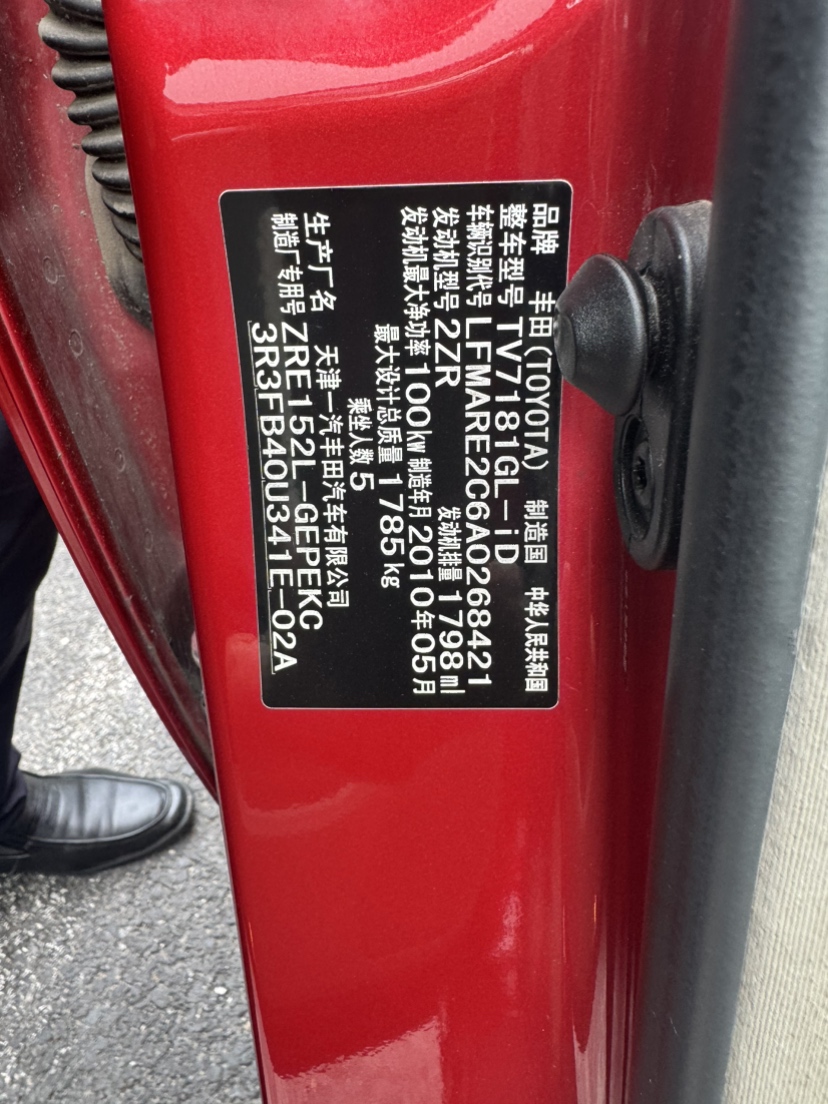 品牌 丰田(TOYOTA) 制造国 中华人民共和国
整车型号 TV7181GL-iD
车辆识别代号 LFMARE2C6A0268421
发动机型号 2ZR 发动机排量 1798ml
发动机最大净功率 100kw 制造年月 2010年05月
最大设计总质量 1785kg
乘坐人数 5
生产厂名 天津一汽丰田汽车有限公司
制造厂专用号 ZRE152L-GEPEKC
3R3FB40U341E-02A